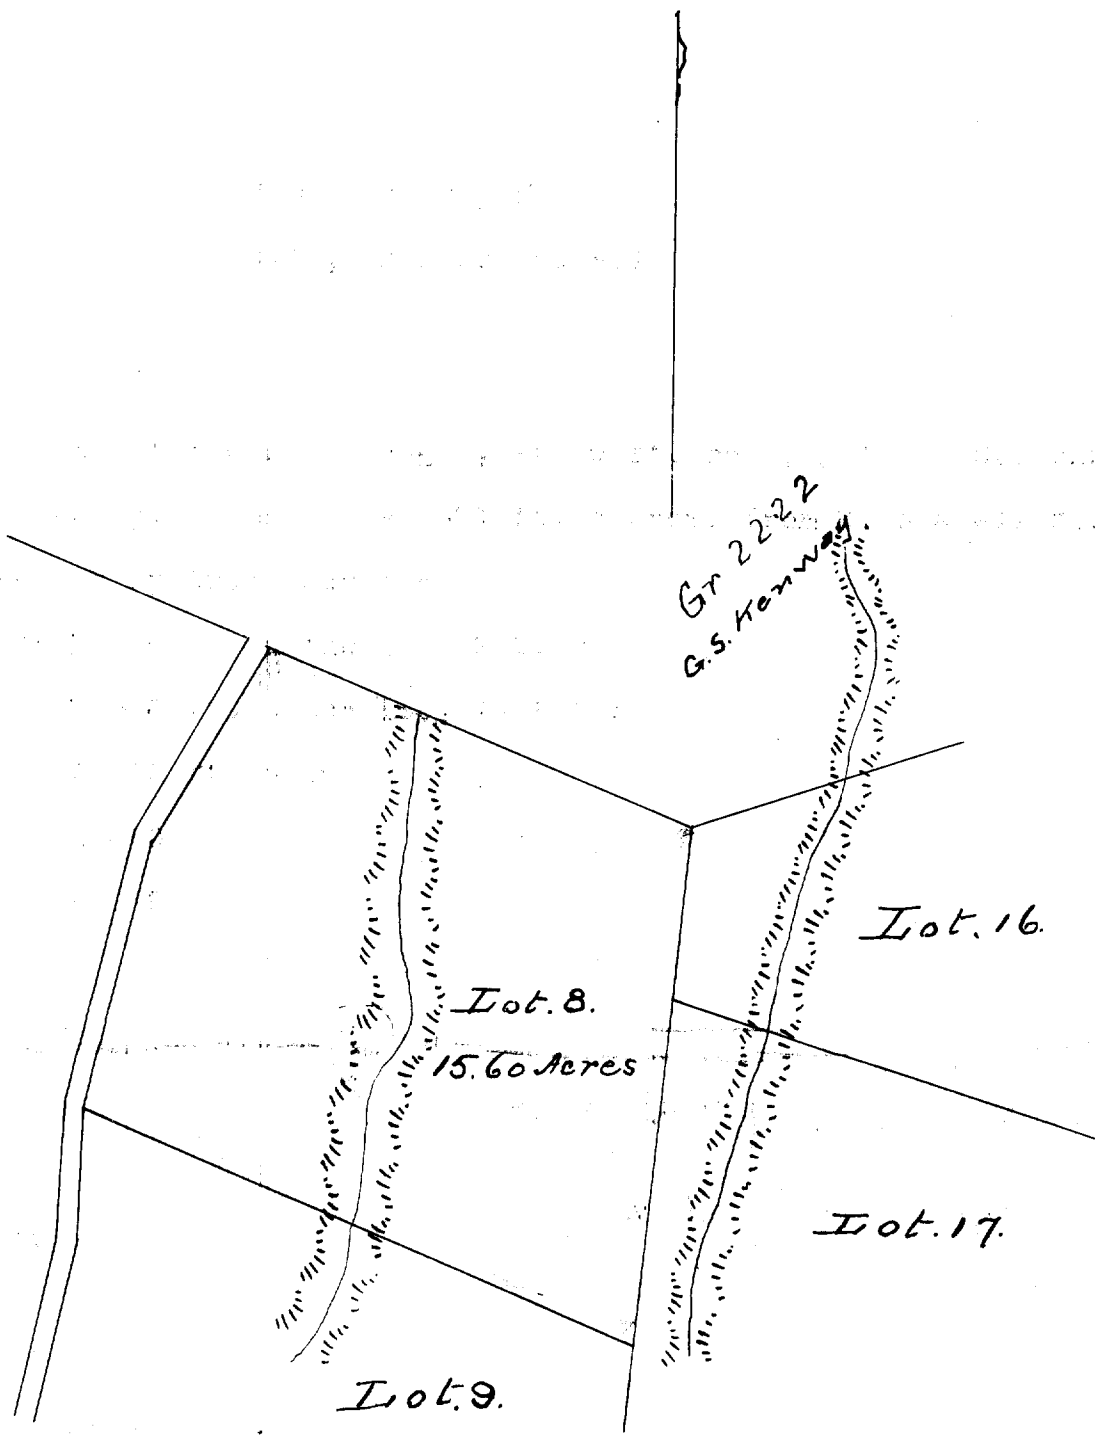 Gr 2222
G.S. Kenway
Lot. 16.
Lot. 8.
15.60 Acres
Lot. 17.
Lot. 9.